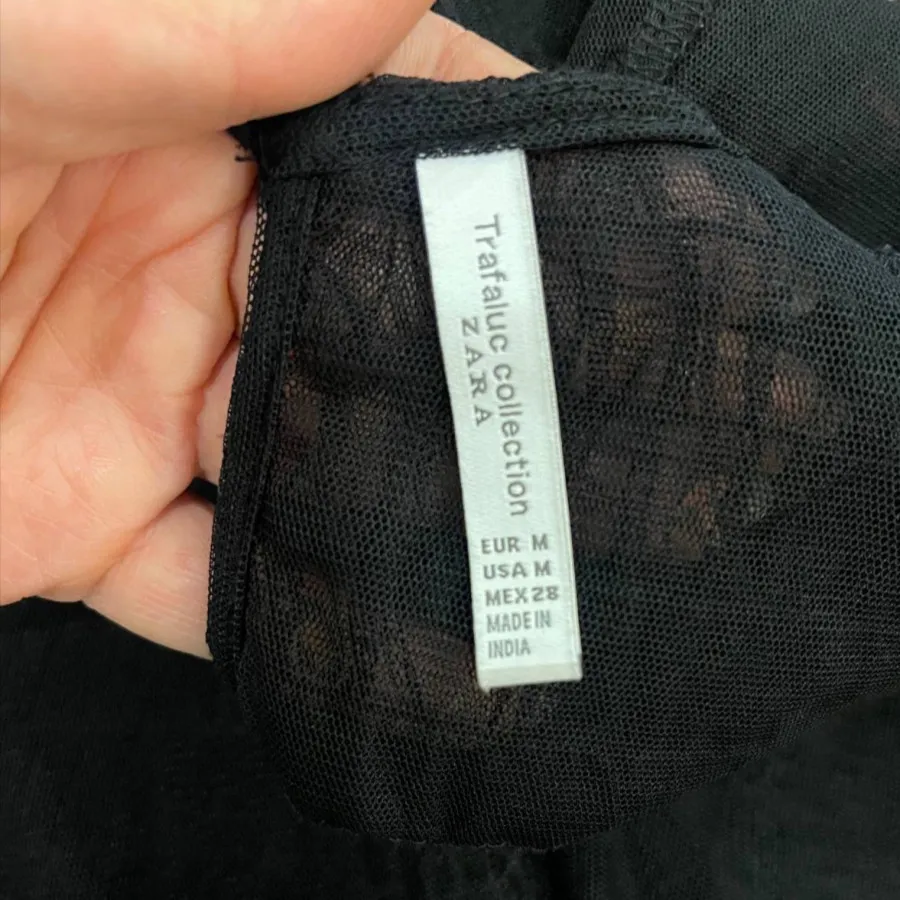 Trafaluc collection
ZARA
EUR M
USA M
MEX 28
MADE IN
INDIA